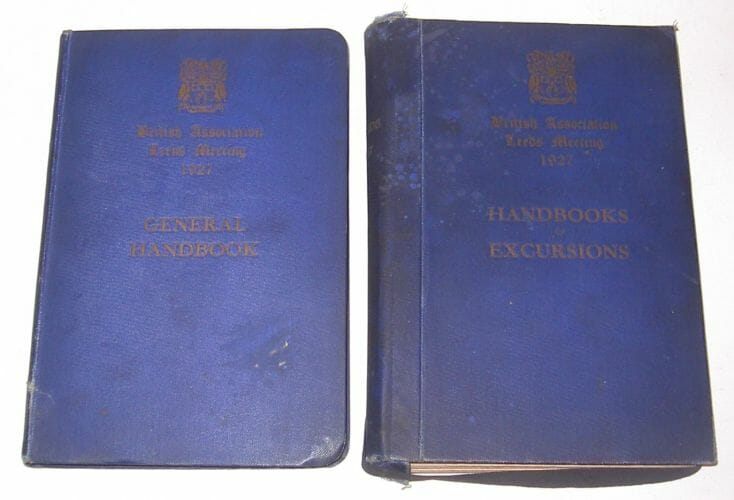 British Association
Leeds Meeting
1927
GENERAL
HANDBOOK
British Association
Leeds Meeting
1927
HANDBOOKS
&
EXCURSIONS